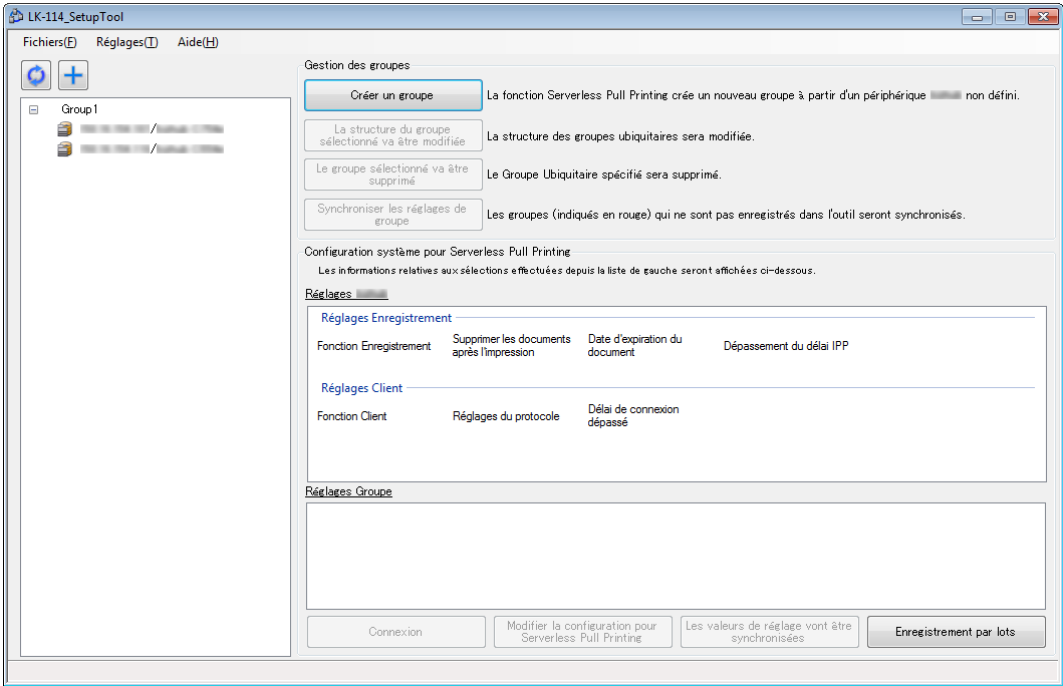 LK-114_SetupTool
Fichiers(F) Réglages(T) Aide(H)
Gestion des groupes
Créer un groupe
La fonction Serverless Pull Printing crée un nouveau groupe à partir d'un périphérique non défini.
Group1
La structure du groupe
sélectionné va être modifiée
La structure des groupes ubiquitaires sera modifiée.
Le groupe sélectionné va être
supprimé
Le Groupe Ubiquitaire spécifié sera supprimé.
Synchroniser les réglages de
groupe
Les groupes (indiqués en rouge) qui ne sont pas enregistrés dans l'outil seront synchronisés.
Configuration système pour Serverless Pull Printing
Les informations relatives aux sélections effectuées depuis la liste de gauche seront affichées ci-dessous.
Réglages
Réglages Enregistrement
Fonction Enregistrement
Supprimer les documents
après l'impression
Date d'expiration du
document
Dépassement du délai IPP
Réglages Client
Fonction Client
Réglages du protocole
Délai de connexion
dépassé
Réglages Groupe
Connexion
Modifier la configuration pour
Serverless Pull Printing
Les valeurs de réglage vont être
synchronisées
Enregistrement par lots